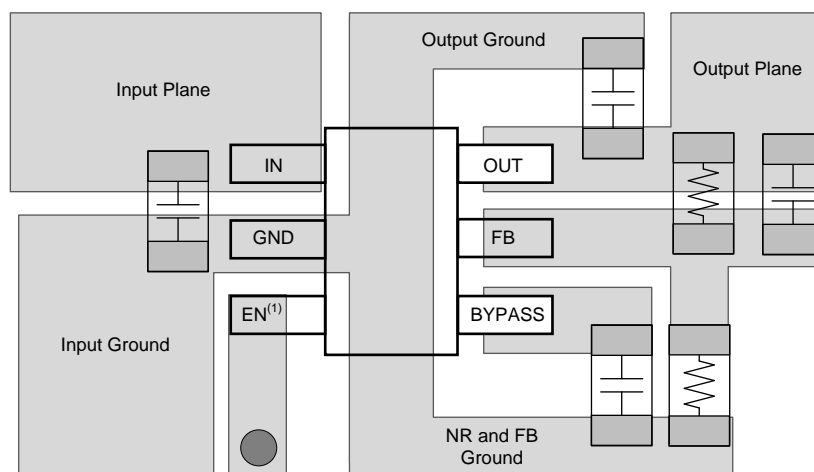 Output Ground
Input Plane
Output Plane
IN
OUT
GND
FB
EN(1)
BYPASS
Input Ground
NR and FB
Ground